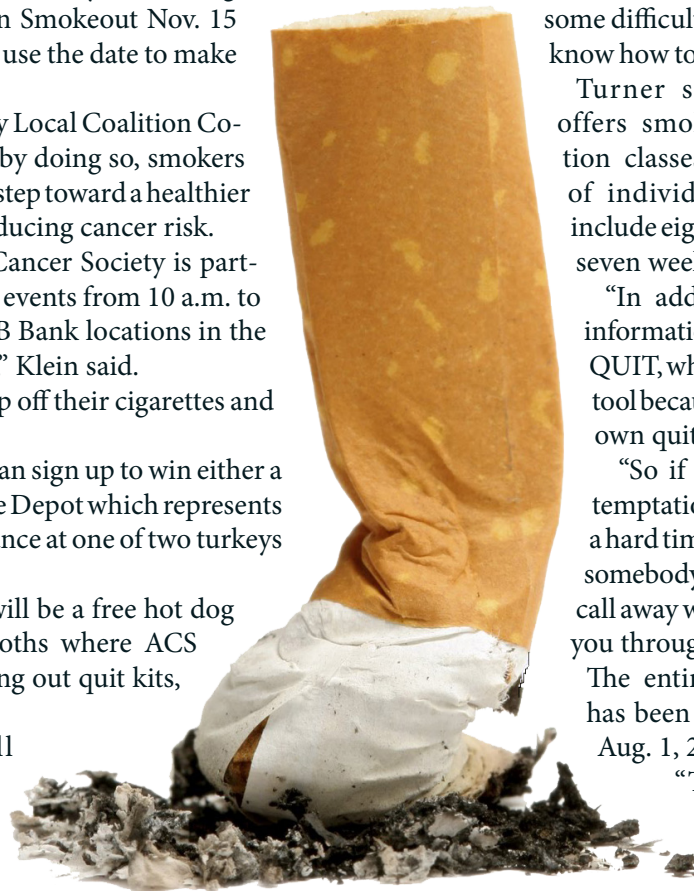 n Smokeout Nov. 15
use the date to make
y Local Coalition Co-
by doing so, smokers
step toward a healthier
ducing cancer risk.
Cancer Society is part-
events from 10 a.m. to
B Bank locations in the
” Klein said.
p off their cigarettes and
an sign up to win either a
e Depot which represents
ance at one of two turkeys
will be a free hot dog
oths where ACS
ng out quit kits,
ll
some difficul
know how to
Turner s
offers smo
tion classe
of individ
include eig
seven weel
“In add
informati
QUIT, wh
tool becau
own quit
“So if
temptatio
a hard tim
somebody
call away w
you throug
The entir
has been
Aug. 1, 2
“T